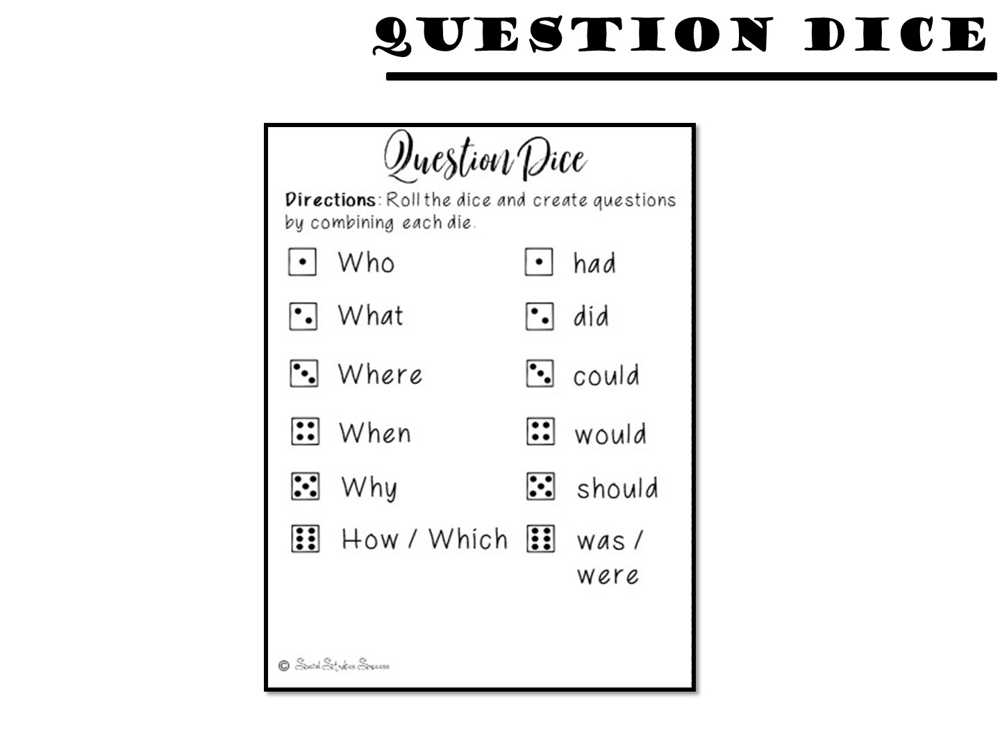 QUESTION DICE
Question Dice
Directions: Roll the dice and create questions
by combining each die.
Who had
What did
Where could
When would
Why should
How / Which was /
were
© Social Studies Success